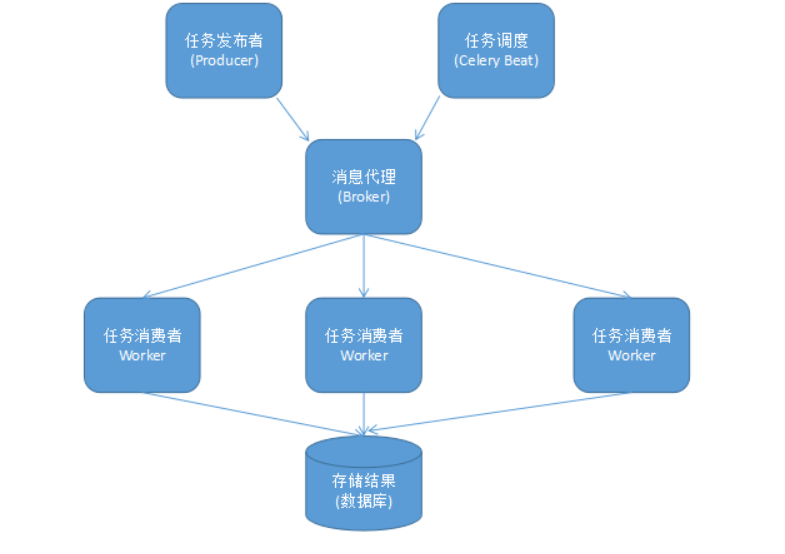 任务发布者
(Producer)
任务调度
(Celery Beat)
消息代理
(Broker)
任务消费者
Worker
任务消费者
Worker
任务消费者
Worker
存储结果
(数据库)